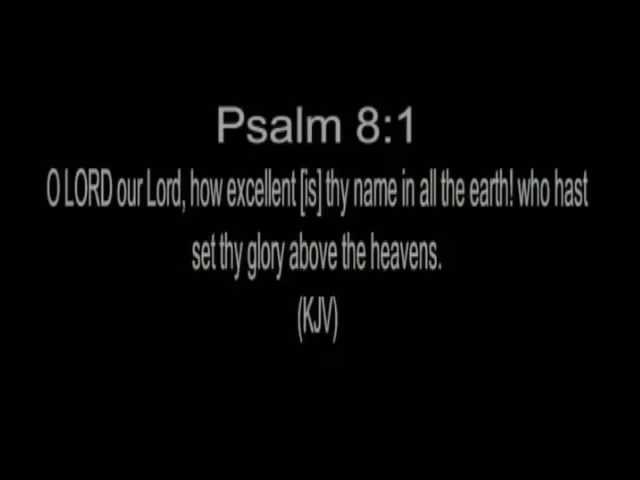 Psalm 8:1
O LORD our Lord, how excellent [is] thy name in all the earth! who hast
set thy glory above the heavens.
(KJV)